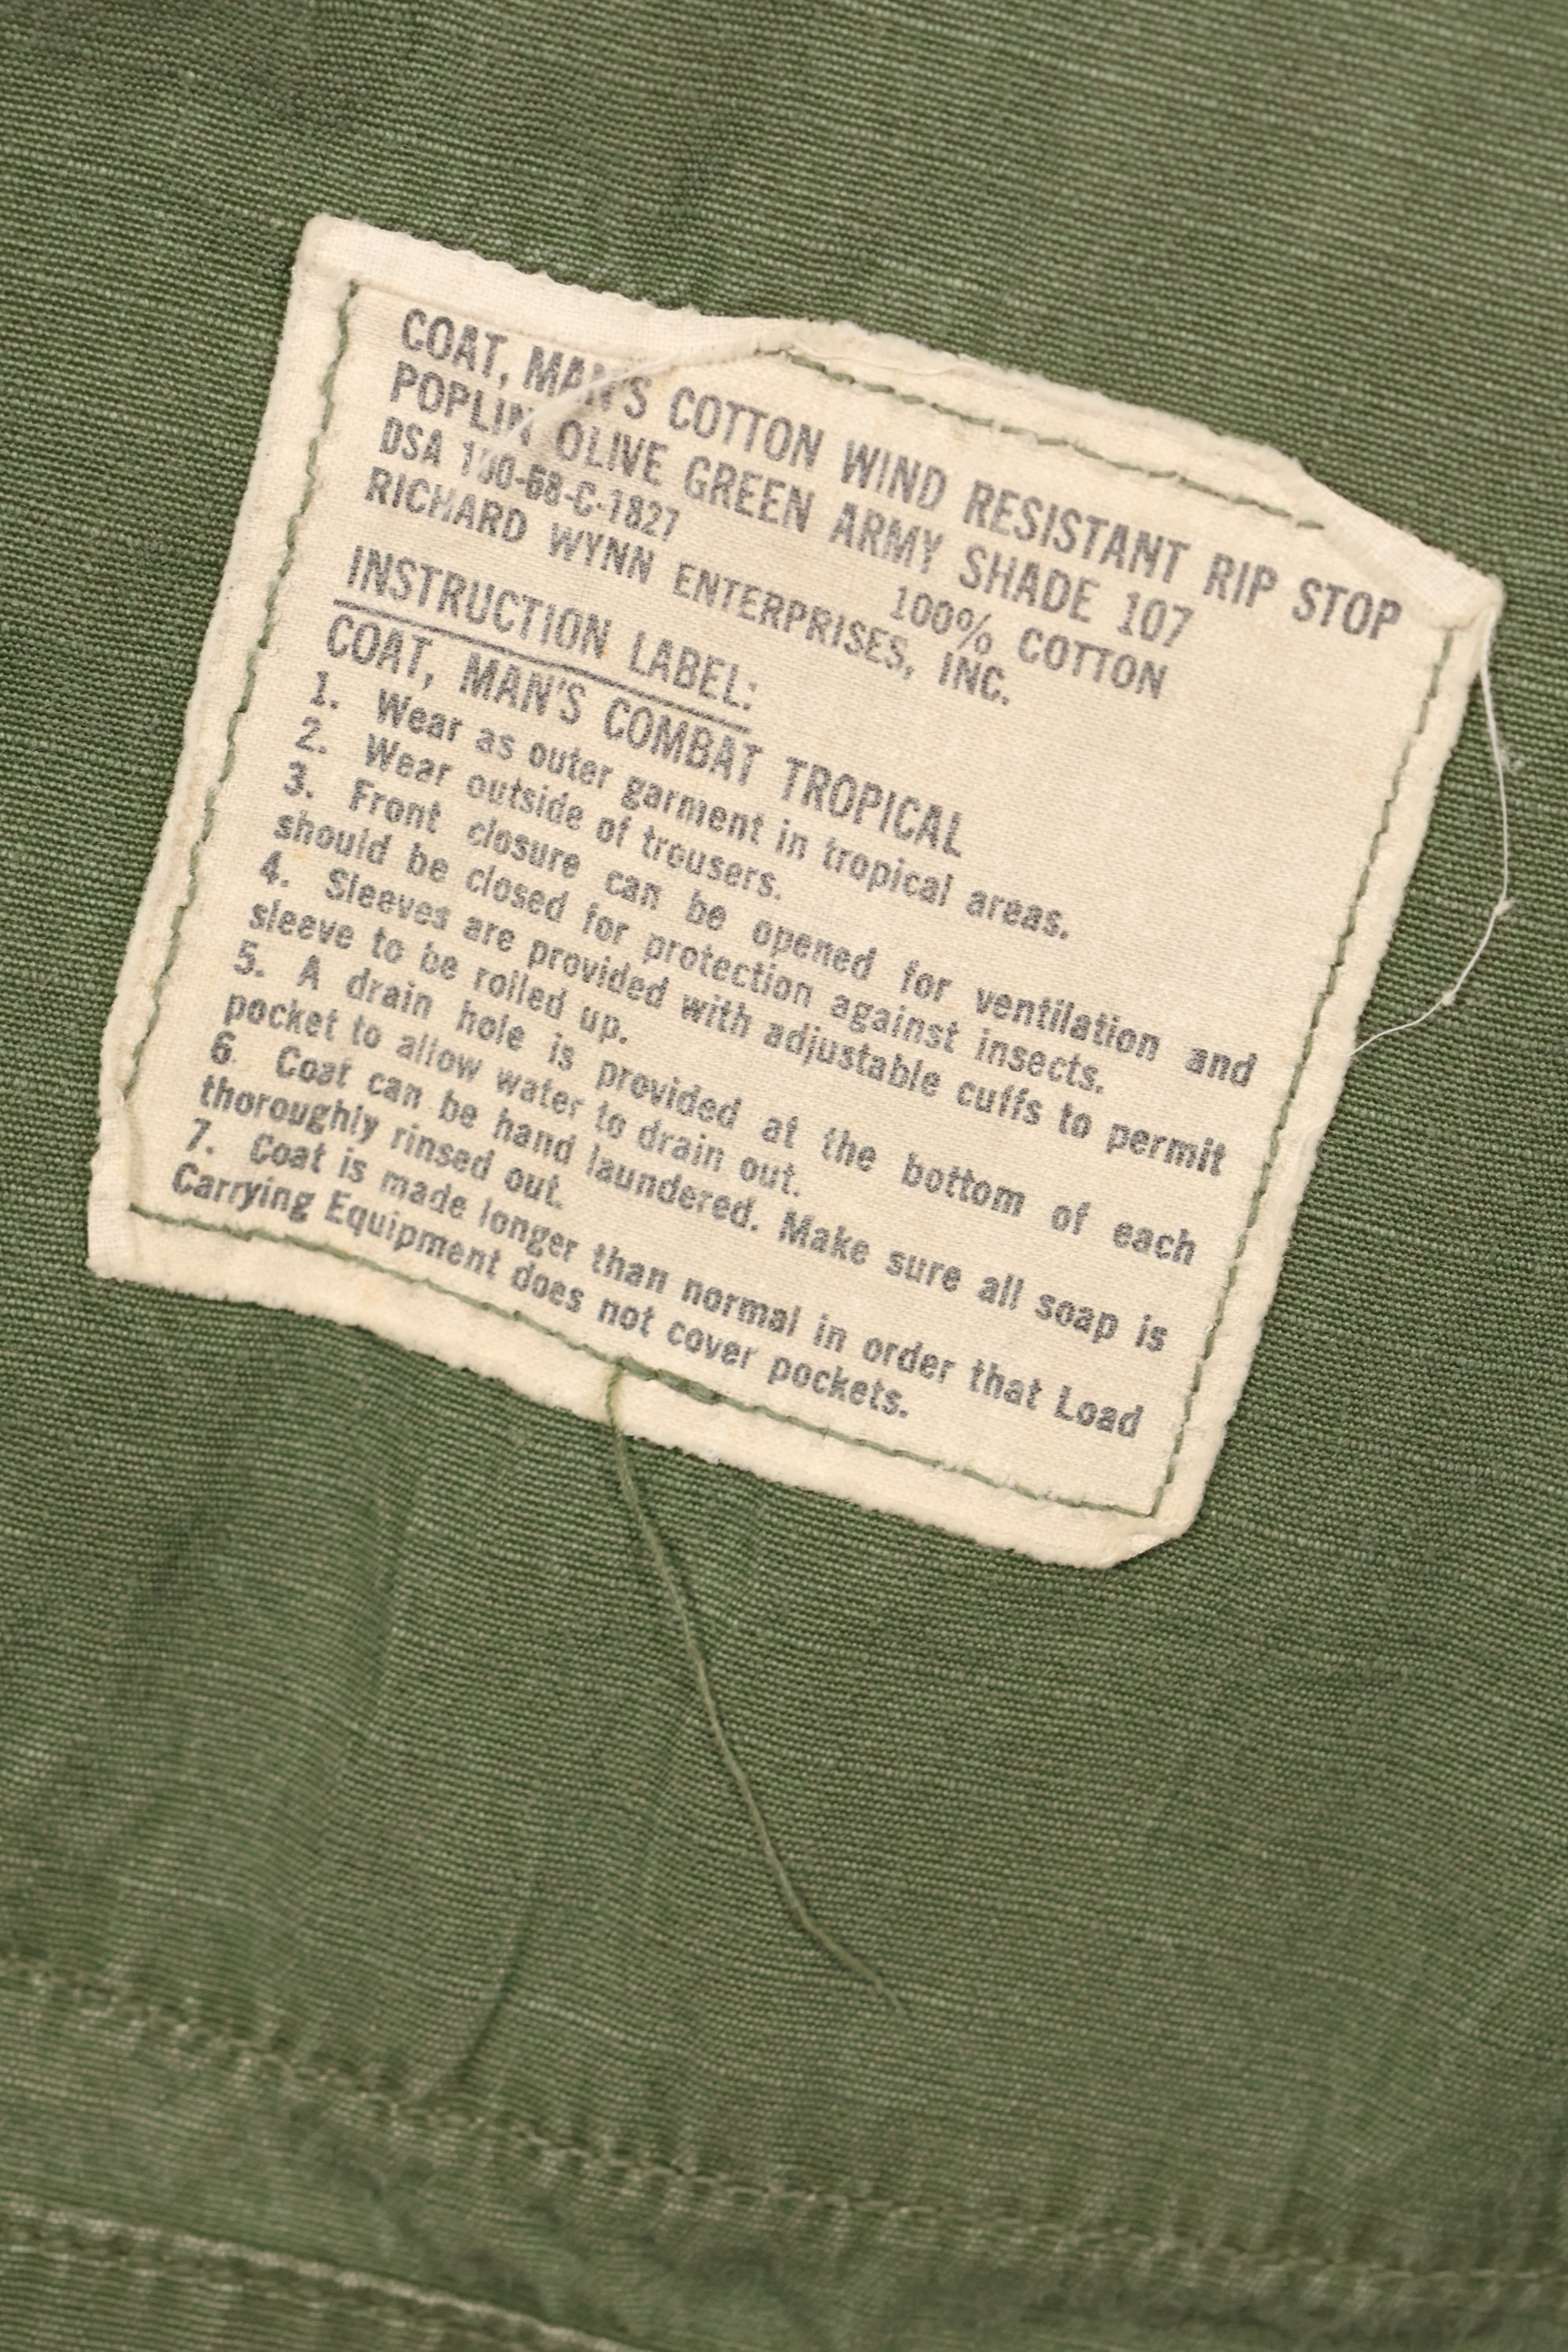 COAT, MAN'S COTTON WIND RESISTANT RIP STOP
POPLIN OLIVE GREEN ARMY SHADE 107
DSA 100-68-C-1827 100% COTTON
RICHARD WYNN ENTERPRISES, INC.
INSTRUCTION LABEL:
COAT, MAN'S COMBAT TROPICAL
1. Wear as outer garment in tropical areas.
2. Wear outside of trousers.
3. Front closure can be opened for ventilation and
should be closed for protection against insects.
4. Sleeves are provided with adjustable cuffs to permit
sleeve to be rolled up.
5. A drain hole is provided at the bottom of each
pocket to allow water to drain out.
6. Coat can be hand laundered. Make sure all soap is
thoroughly rinsed out.
7. Coat is made longer than normal in order that Load
Carrying Equipment does not cover pockets.